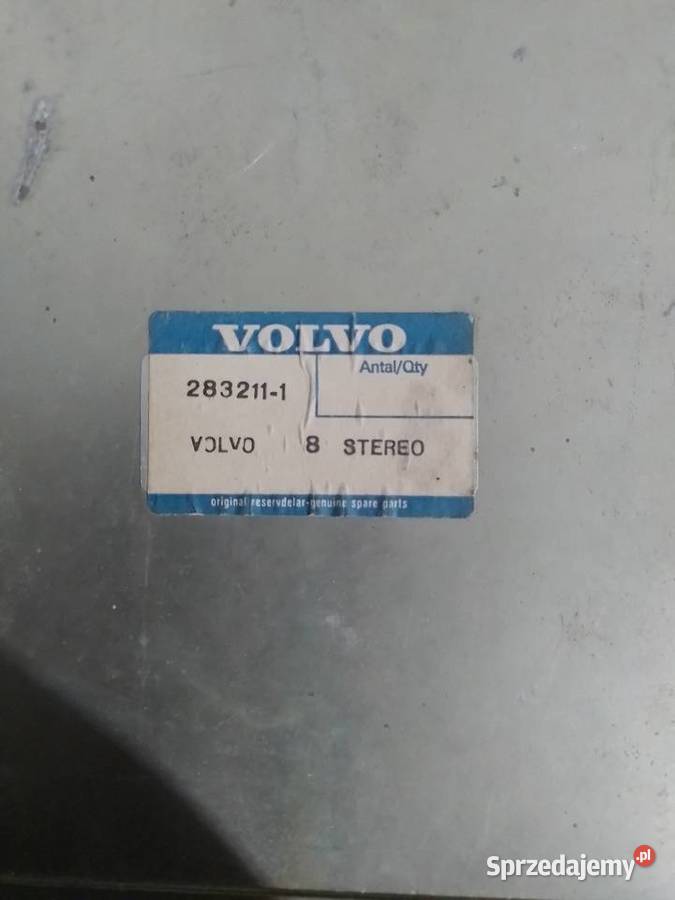 VOLVO
Antal/Qty
283211-1
VOLVO 8 STEREO
original reservdelar-genuine spare parts
Sprzedajemy.pl